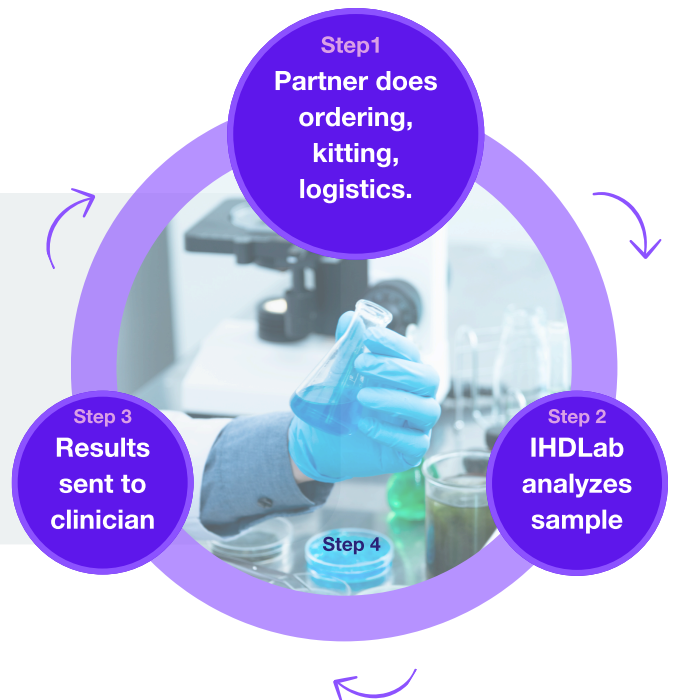 Step1
Partner does
ordering,
kitting,
logistics.
Step 2
IHDLab
analyzes
sample
Step 3
Results
sent to
clinician
Step 4